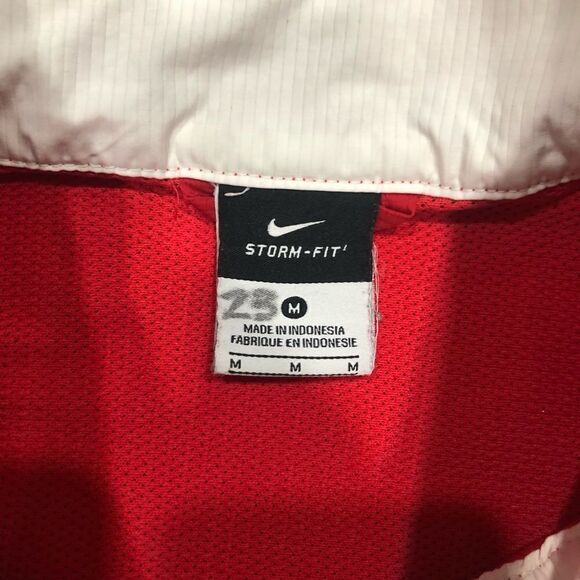 STORM-FIT
23 M
MADE IN INDONESIA
FABRIQUE EN INDONESIE
M M M